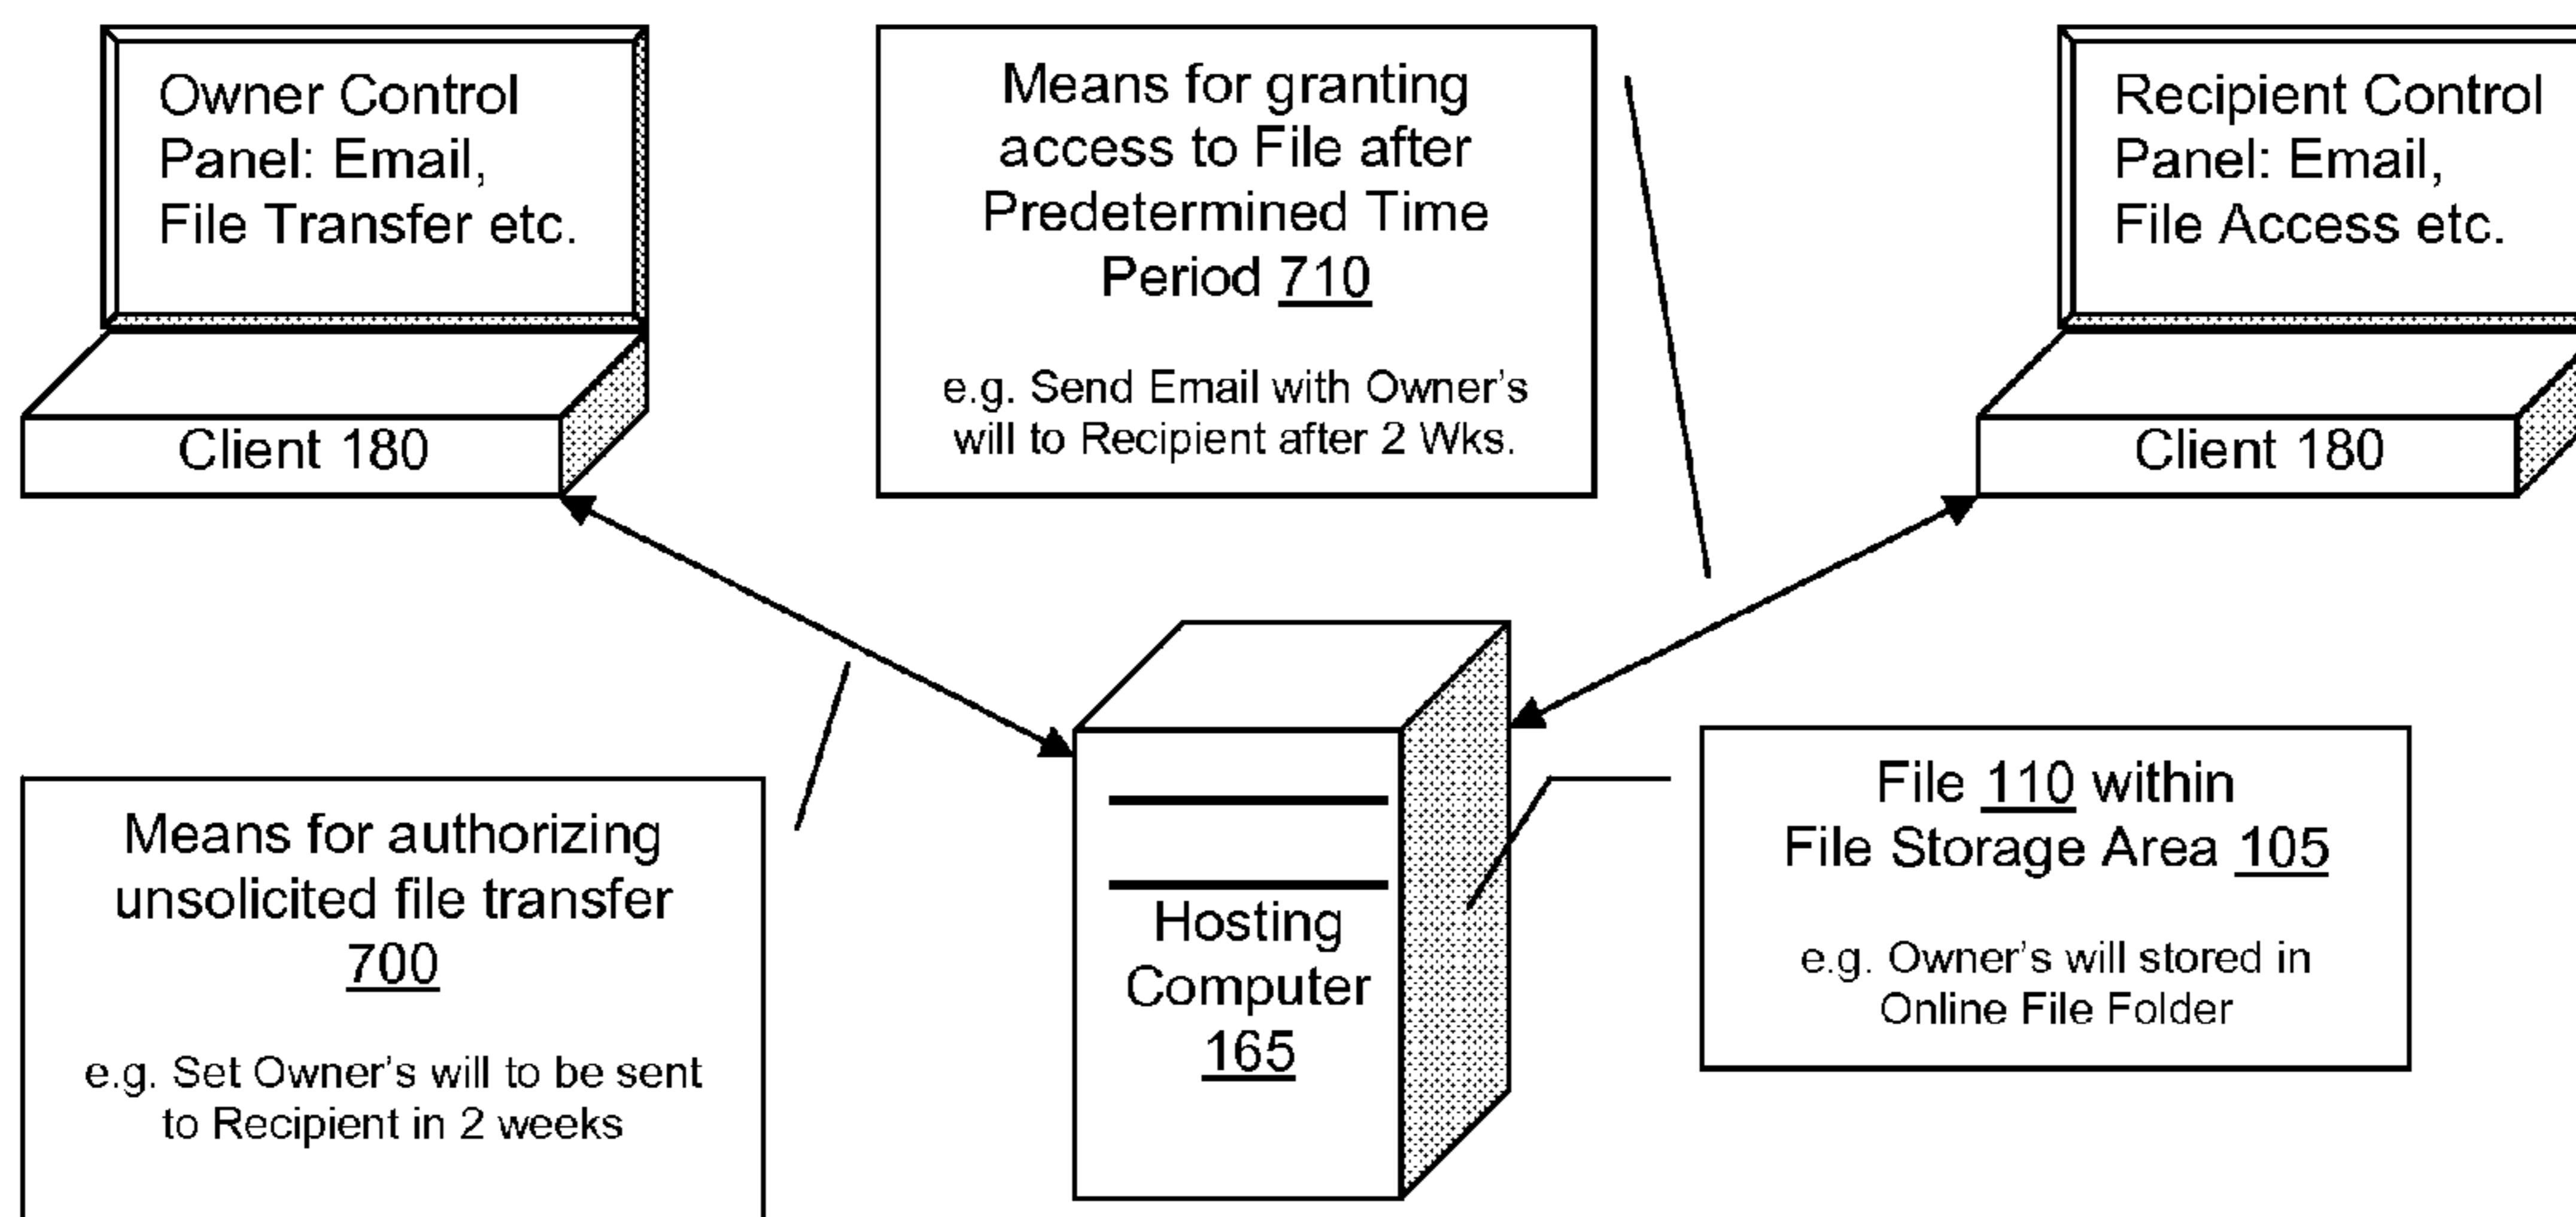 Owner Control
Panel: Email,
File Transfer etc.
Client 180
Means for granting
access to File after
Predetermined Time
Period 710
e.g. Send Email with Owner's
will to Recipient after 2 Wks.
Recipient Control
Panel: Email,
File Access etc.
Client 180
Means for authorizing
unsolicited file transfer
700
e.g. Set Owner's will to be sent
to Recipient in 2 weeks
Hosting
Computer
165
File 110 within
File Storage Area 105
e.g. Owner's will stored in
Online File Folder